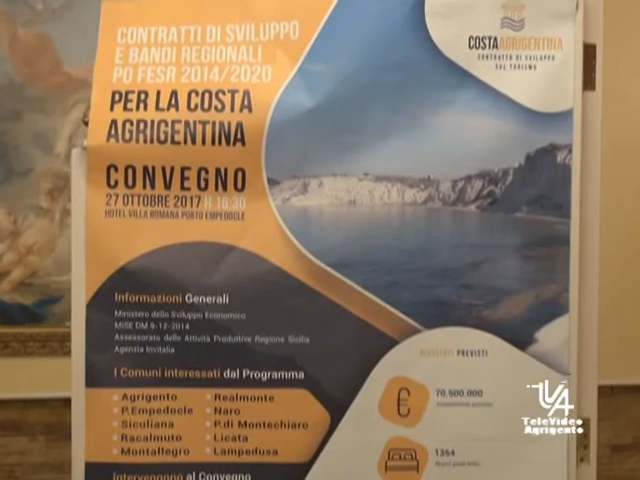 CONTRATTI DI SVILUPPO
E BANDI REGIONALI
PO FESR 2014/2020
PER LA COSTA
AGRIGENTINA
CONVEGNO
27 OTTOBRE 2017 H 16:30
HOTEL VILLA ROMANA PORTO EMPEDOCLE
COSTAAGRIGENTINA
CONTRATTO DI SVILUPPO
SUL TURISMO
Informazioni Generali
Ministero dello Sviluppo Economico
MiSE DM 9-12-2014
Assessorato delle Attività Produttive Regione Sicilia
Agenzia Invitalia
I Comuni interessati dal Programma
Agrigento
P.Empedocle
Siculiana
Racalmuto
Montallegro
Realmonte
Naro
P.di Montechiaro
Licata
Lampedusa
Intervengono al Convegno
PREVISTI
€ 70.500.000
1354
TVA
TeleVideo
Agrigento